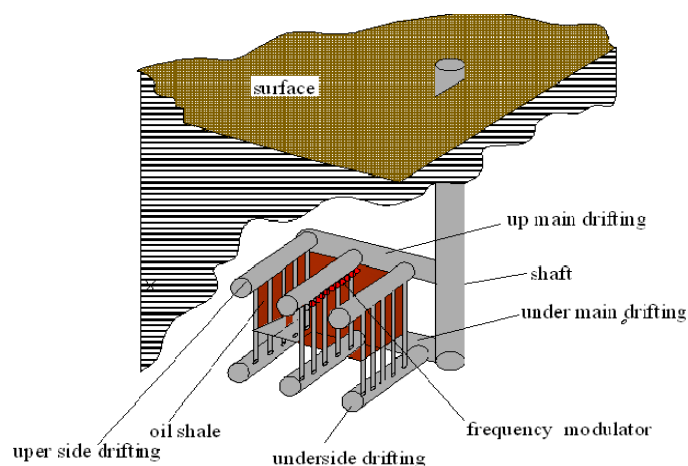 surface
up main drifting
shaft
under main drifting
oil shale
frequency modulator
uper side drifting
underside drifting